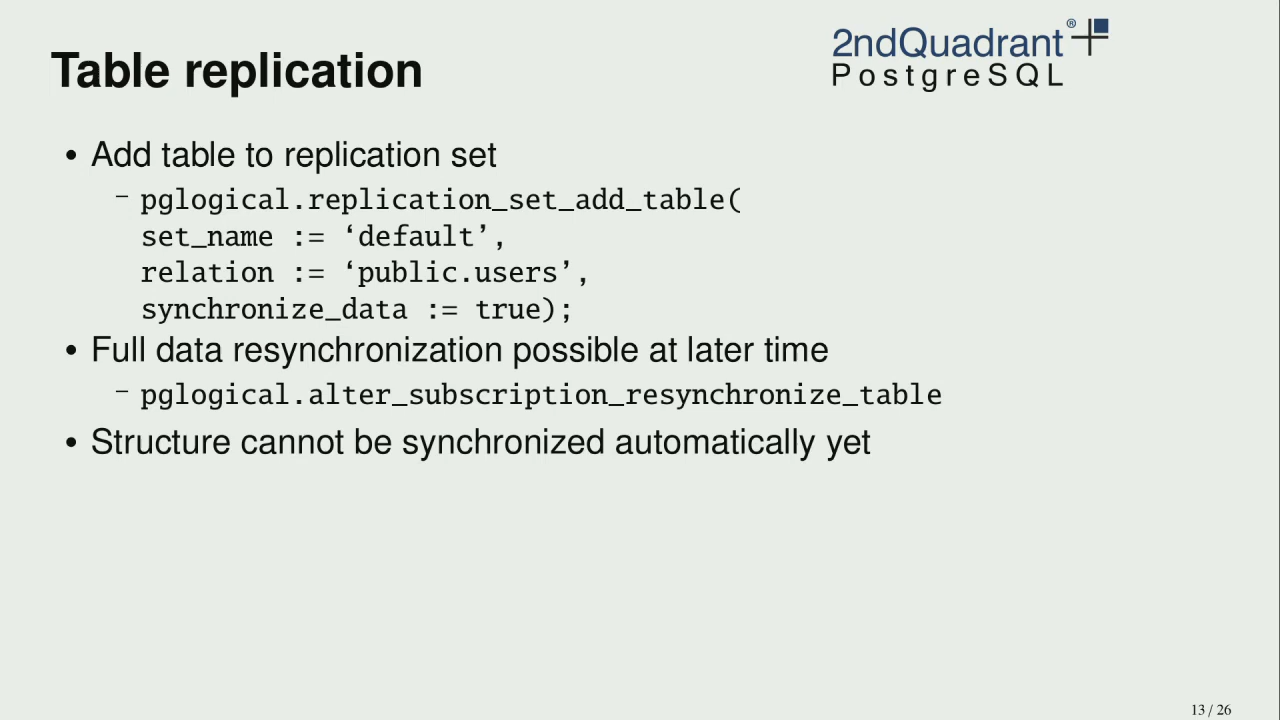 Table replication
2ndQuadrant®
PostgreSQL
• Add table to replication set
– pglogical.replication_set_add_table(
set_name := ‘default’,
relation := ‘public.users’,
synchronize_data := true);
• Full data resynchronization possible at later time
– pglogical.alter_subscription_resynchronize_table
• Structure cannot be synchronized automatically yet
13 / 26